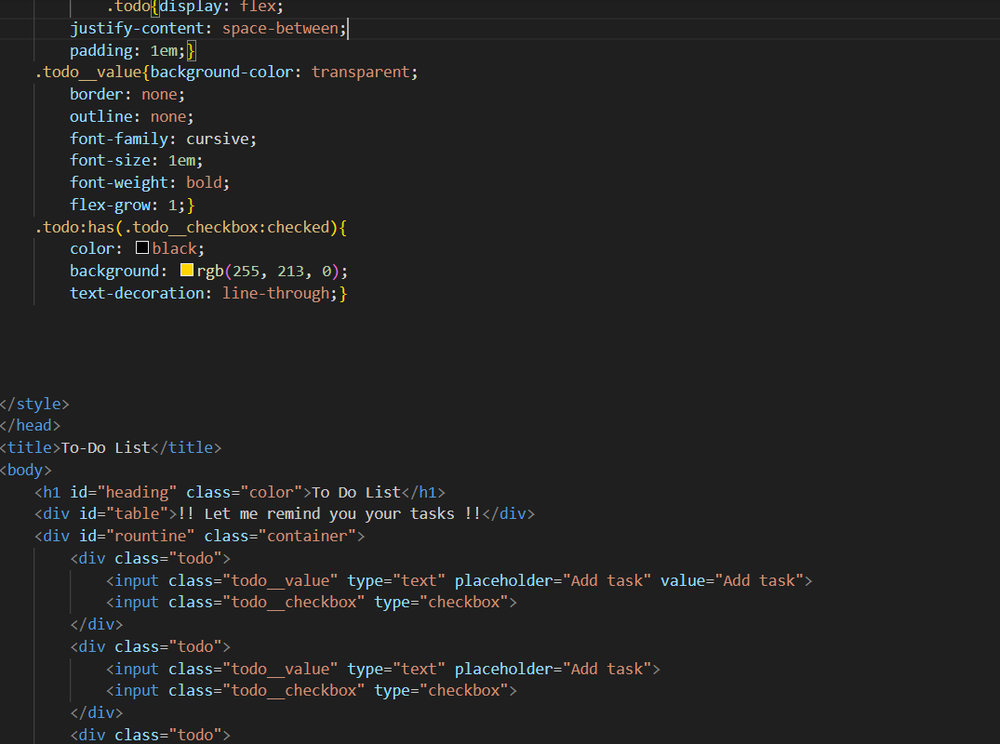 .todo{display: flex;
justify-content: space-between;
padding: 1em;}
.todo__value{background-color: transparent;
border: none;
outline: none;
font-family: cursive;
font-size: 1em;
font-weight: bold;
flex-grow: 1;}
.todo:has(.todo__checkbox:checked){
color: black;
background: rgb(255, 213, 0);
text-decoration: line-through;}
</style>
</head>
<title>To-Do List</title>
<body>
<h1 id="heading" class="color">To Do List</h1>
<div id="table">!! Let me remind you your tasks !!</div>
<div id="rountine" class="container">
<div class="todo">
<input class="todo__value" type="text" placeholder="Add task" value="Add task">
<input class="todo__checkbox" type="checkbox">
</div>
<div class="todo">
<input class="todo__value" type="text" placeholder="Add task">
<input class="todo__checkbox" type="checkbox">
</div>
<div class="todo">